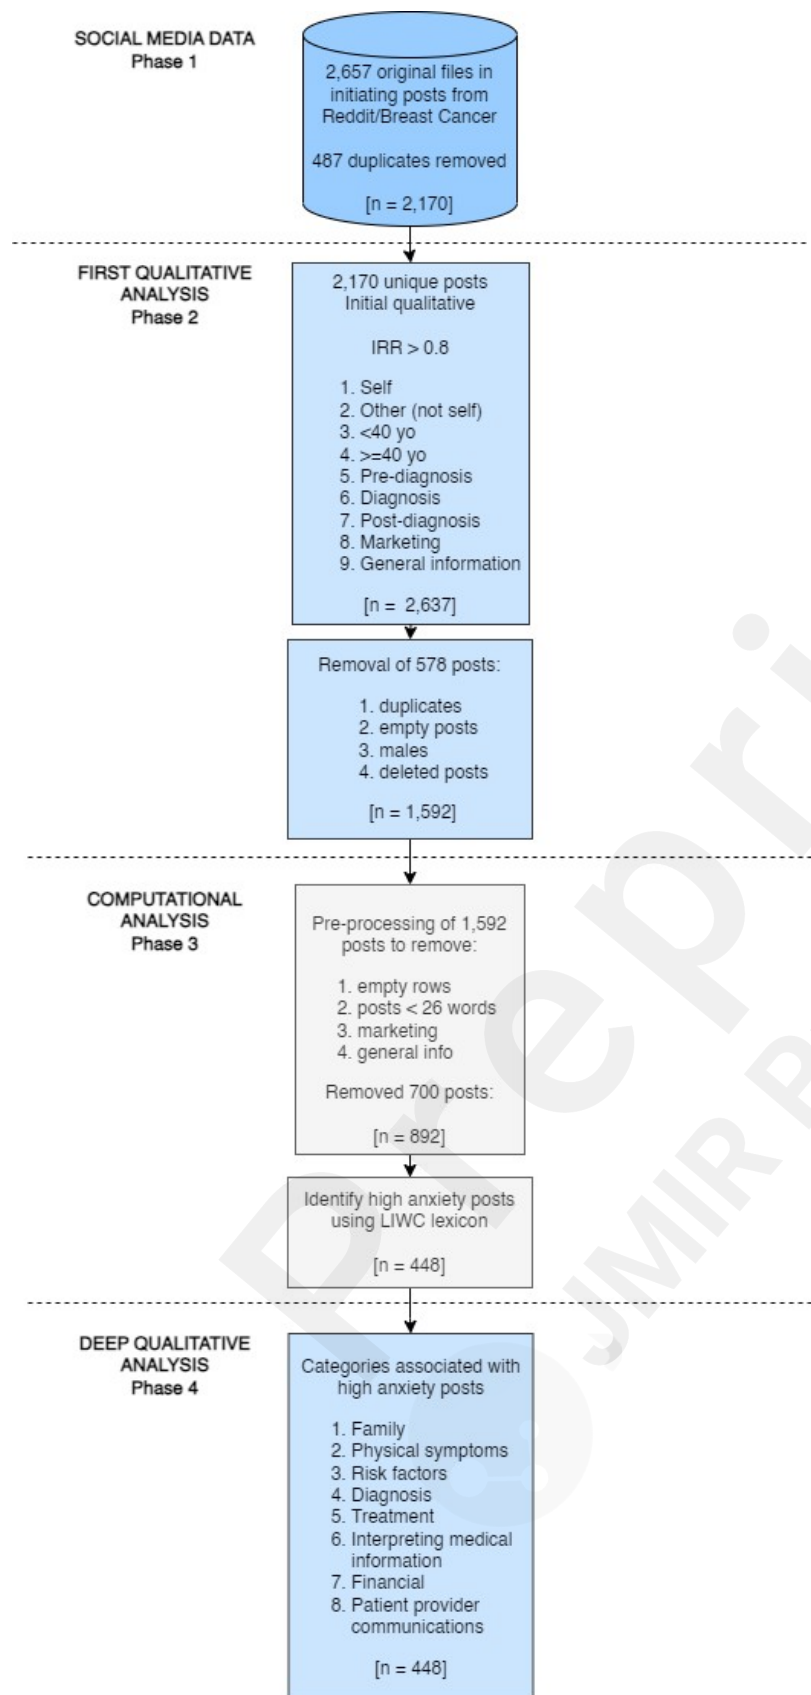 SOCIAL MEDIA DATA
Phase 1
2,657 original files in
initiating posts from
Reddit/Breast Cancer
487 duplicates removed
[n = 2,170]
FIRST QUALITATIVE
ANALYSIS
Phase 2
2,170 unique posts
Initial qualitative
IRR > 0.8
1. Self
2. Other (not self)
3. <40 yo
4. >=40 yo
5. Pre-diagnosis
6. Diagnosis
7. Post-diagnosis
8. Marketing
9. General information
[n = 2,637]
Removal of 578 posts:
1. duplicates
2. empty posts
3. males
4. deleted posts
[n = 1,592]
COMPUTATIONAL
ANALYSIS
Phase 3
Pre-processing of 1,592
posts to remove:
1. empty rows
2. posts < 26 words
3. marketing
4. general info
Removed 700 posts:
[n = 892]
Identify high anxiety posts
using LIWC lexicon
[n = 448]
DEEP QUALITATIVE
ANALYSIS
Phase 4
Categories associated with
high anxiety posts
1. Family
2. Physical symptoms
3. Risk factors
4. Diagnosis
5. Treatment
6. Interpreting medical
information
7. Financial
8. Patient provider
communications
[n = 448]
Prepri
JMIR P